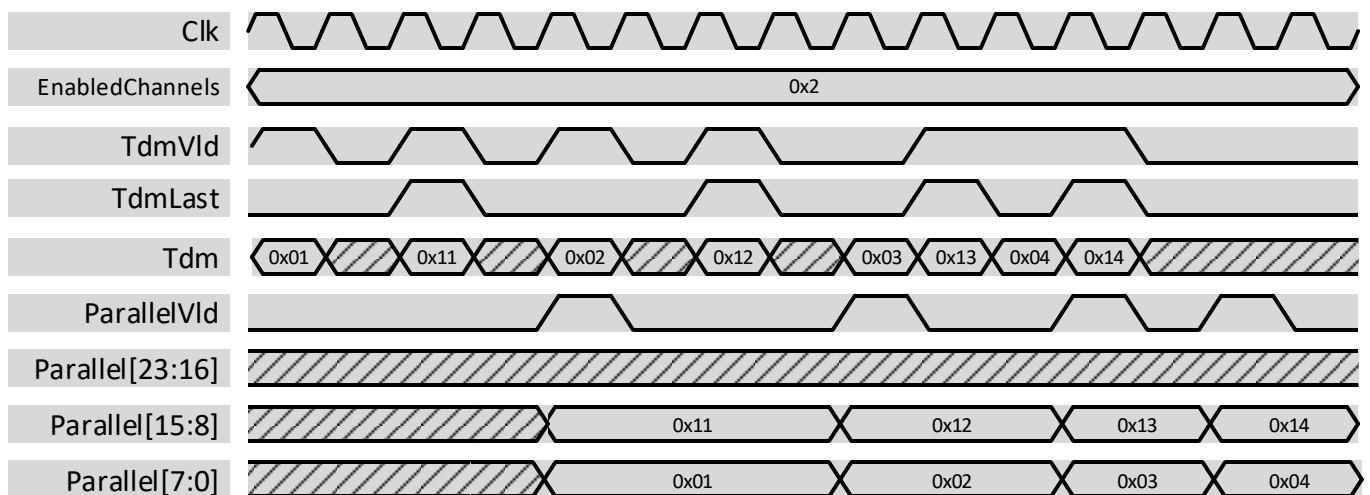 Clk
EnabledChannels 0x2
TdmVld
TdmLast
Tdm 0x01 0x11 0x02 0x12 0x03 0x13 0x04 0x14
ParallelVld
Parallel[23:16]
Parallel[15:8] 0x11 0x12 0x13 0x14
Parallel[7:0] 0x01 0x02 0x03 0x04